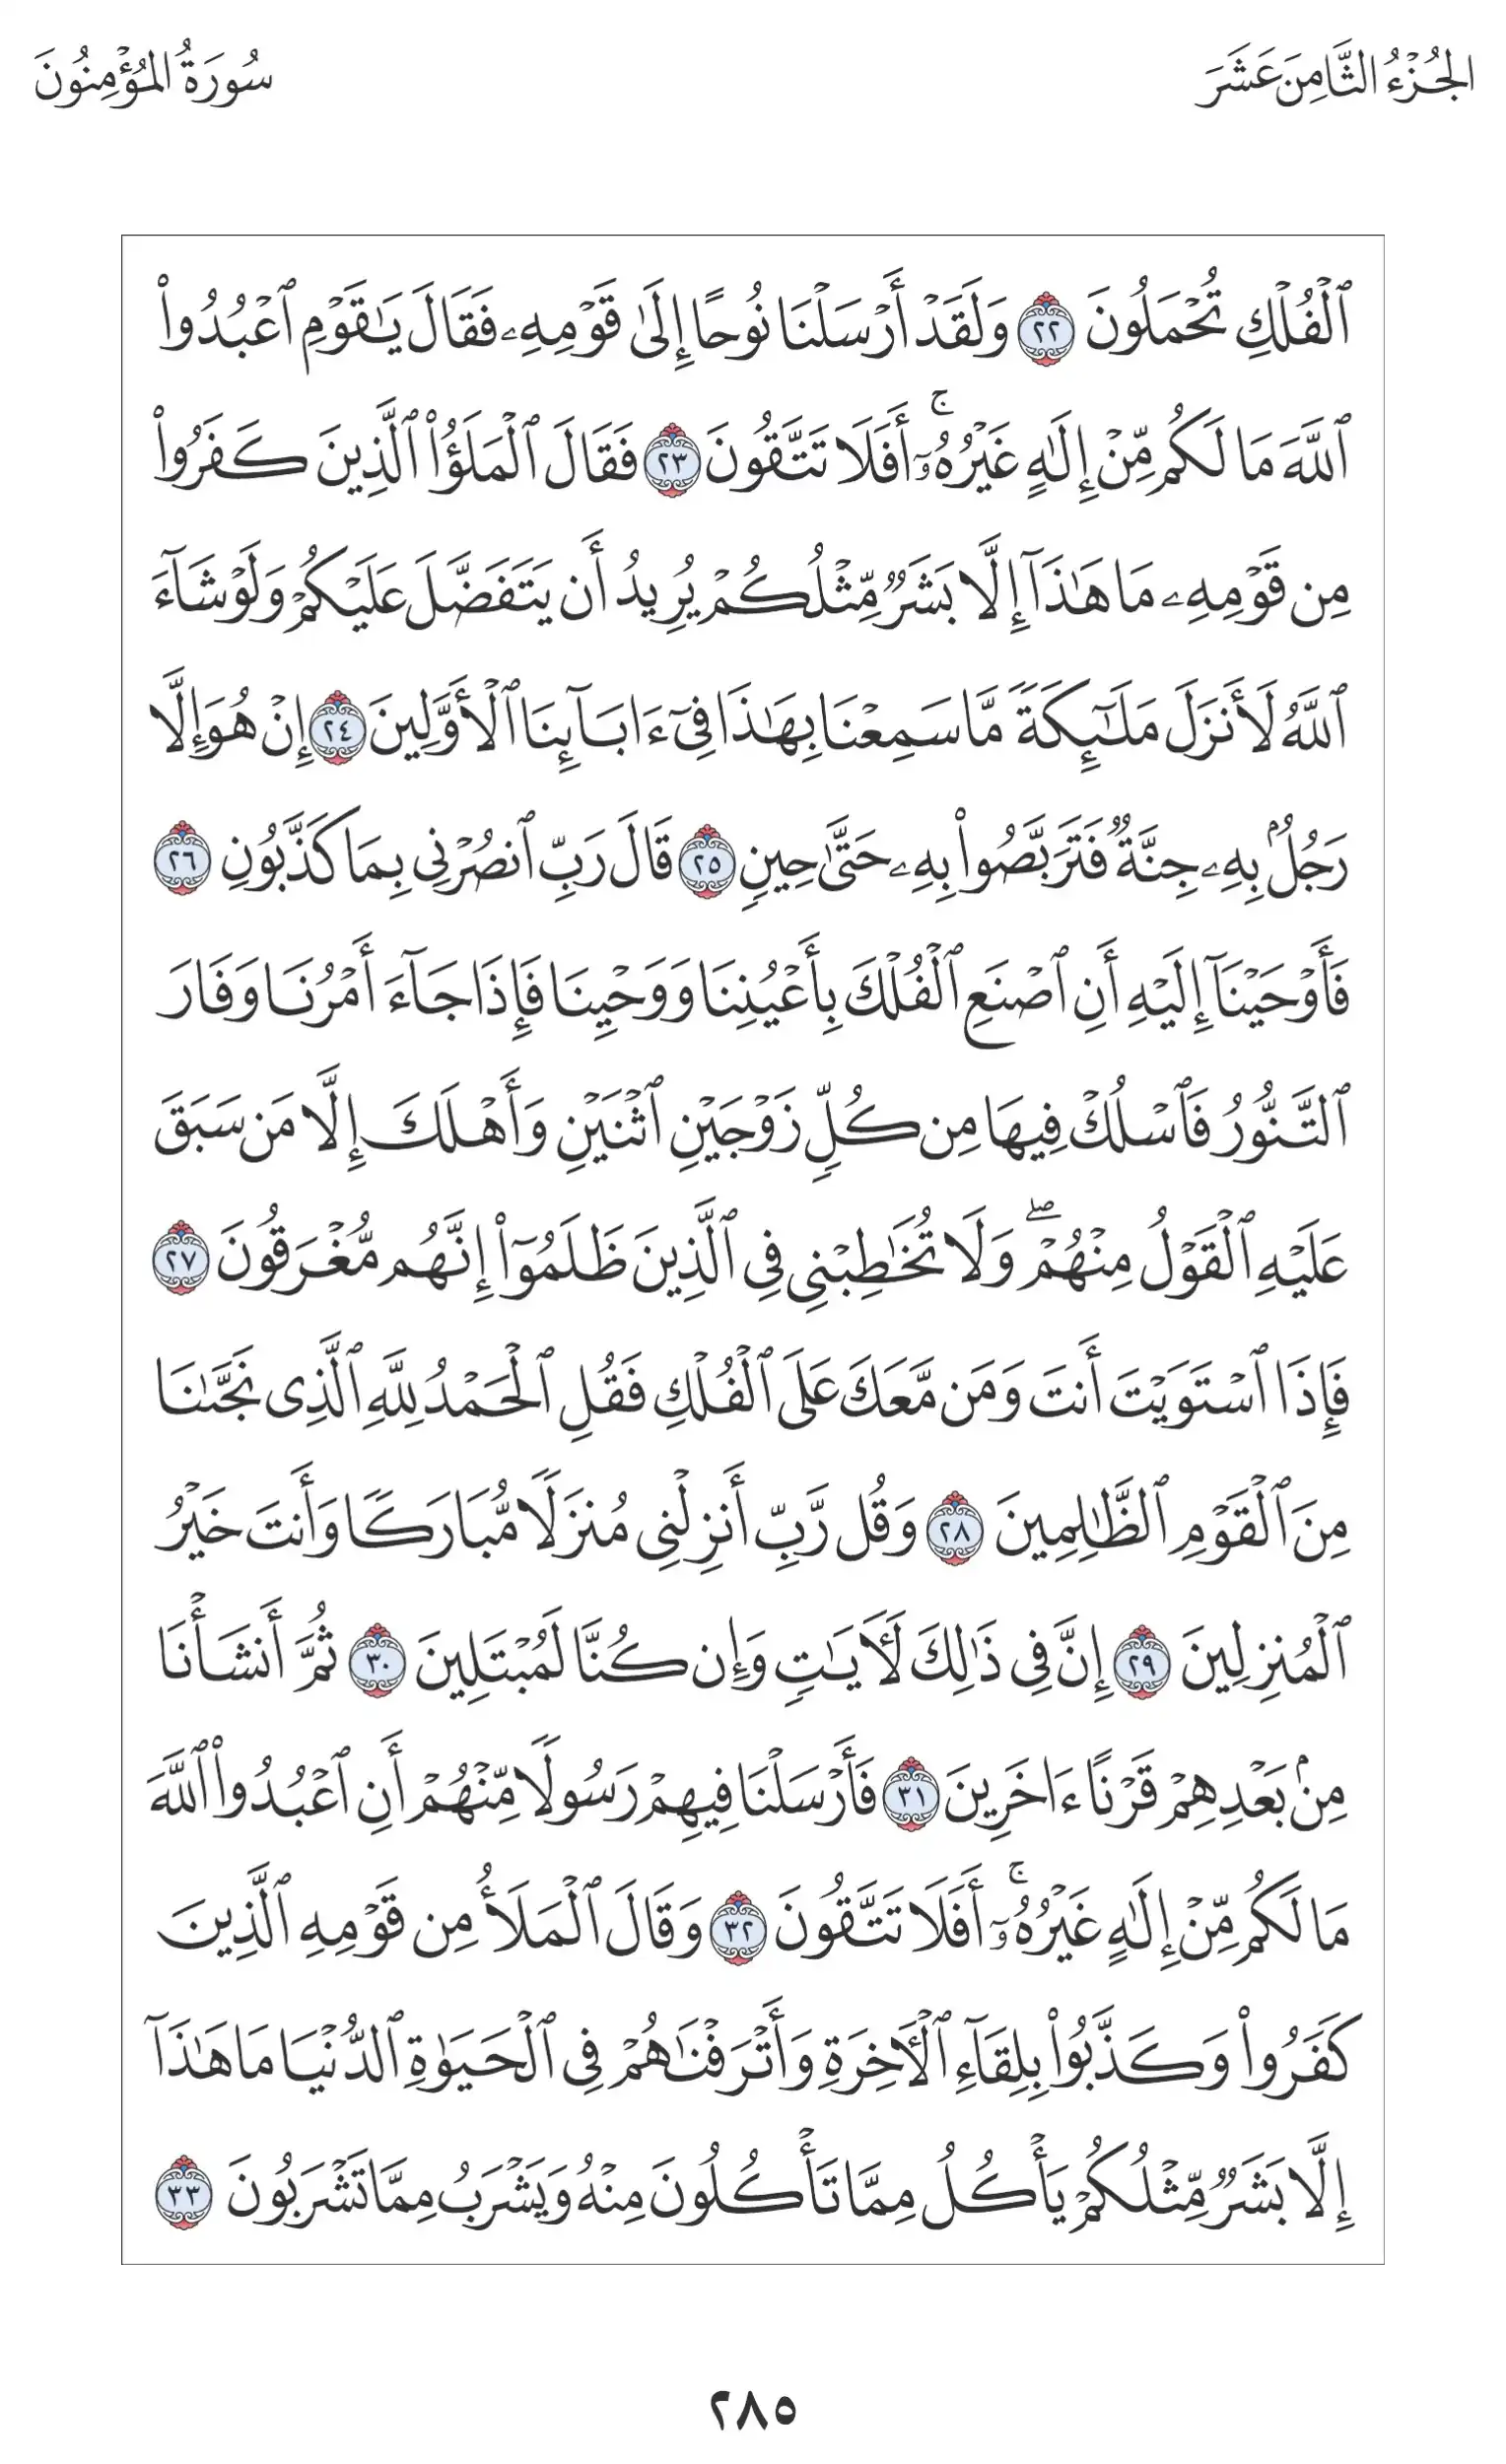 الجُزْءُ الثَّامِنَ عَشَرَ
سُورَةُ المُؤْمِنُونَ
ٱلْفُلْكِ تُحْمَلُونَ ٢٢ وَلَقَدْ أَرْسَلْنَا نُوحًا إِلَىٰ قَوْمِهِۦ فَقَالَ يَـٰقَوْمِ ٱعْبُدُوا۟
ٱللَّهَ مَا لَكُم مِّنْ إِلَـٰهٍ غَيْرُهُۥٓ ۚ أَفَلَا تَتَّقُونَ ٢٣ فَقَالَ ٱلْمَلَؤُا۟ ٱلَّذِينَ كَفَرُوا۟
مِن قَوْمِهِۦ مَا هَـٰذَآ إِلَّا بَشَرٌ مِّثْلُكُمْ يُرِيدُ أَن يَتَفَضَّلَ عَلَيْكُمْ وَلَوْ شَآءَ
ٱللَّهُ لَأَنزَلَ مَلَـٰٓئِكَةً مَّا سَمِعْنَا بِهَـٰذَا فِىٓ ءَابَآئِنَا ٱلْأَوَّلِينَ ٢٤ إِنْ هُوَ إِلَّا
رَجُلٌۢ بِهِۦ جِنَّةٌ فَتَرَبَّصُوا۟ بِهِۦ حَتَّىٰ حِينٍ ٢٥ قَالَ رَبِّ ٱنصُرْنِى بِمَا كَذَّبُونِ ٢٦
فَأَوْحَيْنَآ إِلَيْهِ أَنِ ٱصْنَعِ ٱلْفُلْكَ بِأَعْيُنِنَا وَوَحْيِنَا فَإِذَا جَآءَ أَمْرُنَا وَفَارَ
ٱلتَّنُّورُ فَٱسْلُكْ فِيهَا مِن كُلٍّ زَوْجَيْنِ ٱثْنَيْنِ وَأَهْلَكَ إِلَّا مَن سَبَقَ
عَلَيْهِ ٱلْقَوْلُ مِنْهُمْ ۖ وَلَا تُخَـٰطِبْنِى فِى ٱلَّذِينَ ظَلَمُوٓا۟ إِنَّهُم مُّغْرَقُونَ ٢٧
فَإِذَا ٱسْتَوَيْتَ أَنتَ وَمَن مَّعَكَ عَلَى ٱلْفُلْكِ فَقُلِ ٱلْحَمْدُ لِلَّهِ ٱلَّذِى نَجَّىٰنَا
مِنَ ٱلْقَوْمِ ٱلظَّـٰلِمِينَ ٢٨ وَقُل رَّبِّ أَنزِلْنِى مُنزَلًا مُّبَارَكًا وَأَنتَ خَيْرُ
ٱلْمُنزِلِينَ ٢٩ إِنَّ فِى ذَٰلِكَ لَـَٔايَـٰتٍ وَإِن كُنَّا لَمُبْتَلِينَ ٣٠ ثُمَّ أَنشَأْنَا
مِنۢ بَعْدِهِمْ قَرْنًا ءَاخَرِينَ ٣١ فَأَرْسَلْنَا فِيهِمْ رَسُولًا مِّنْهُمْ أَنِ ٱعْبُدُوا۟ ٱللَّهَ
مَا لَكُم مِّنْ إِلَـٰهٍ غَيْرُهُۥٓ ۚ أَفَلَا تَتَّقُونَ ٣٢ وَقَالَ ٱلْمَلَأُ مِن قَوْمِهِ ٱلَّذِينَ
كَفَرُوا۟ وَكَذَّبُوا۟ بِلِقَآءِ ٱلْـَٔاخِرَةِ وَأَتْرَفْنَـٰهُمْ فِى ٱلْحَيَوٰةِ ٱلدُّنْيَا مَا هَـٰذَآ
إِلَّا بَشَرٌ مِّثْلُكُمْ يَأْكُلُ مِمَّا تَأْكُلُونَ مِنْهُ وَيَشْرَبُ مِمَّا تَشْرَبُونَ ٣٣
٢٨٥